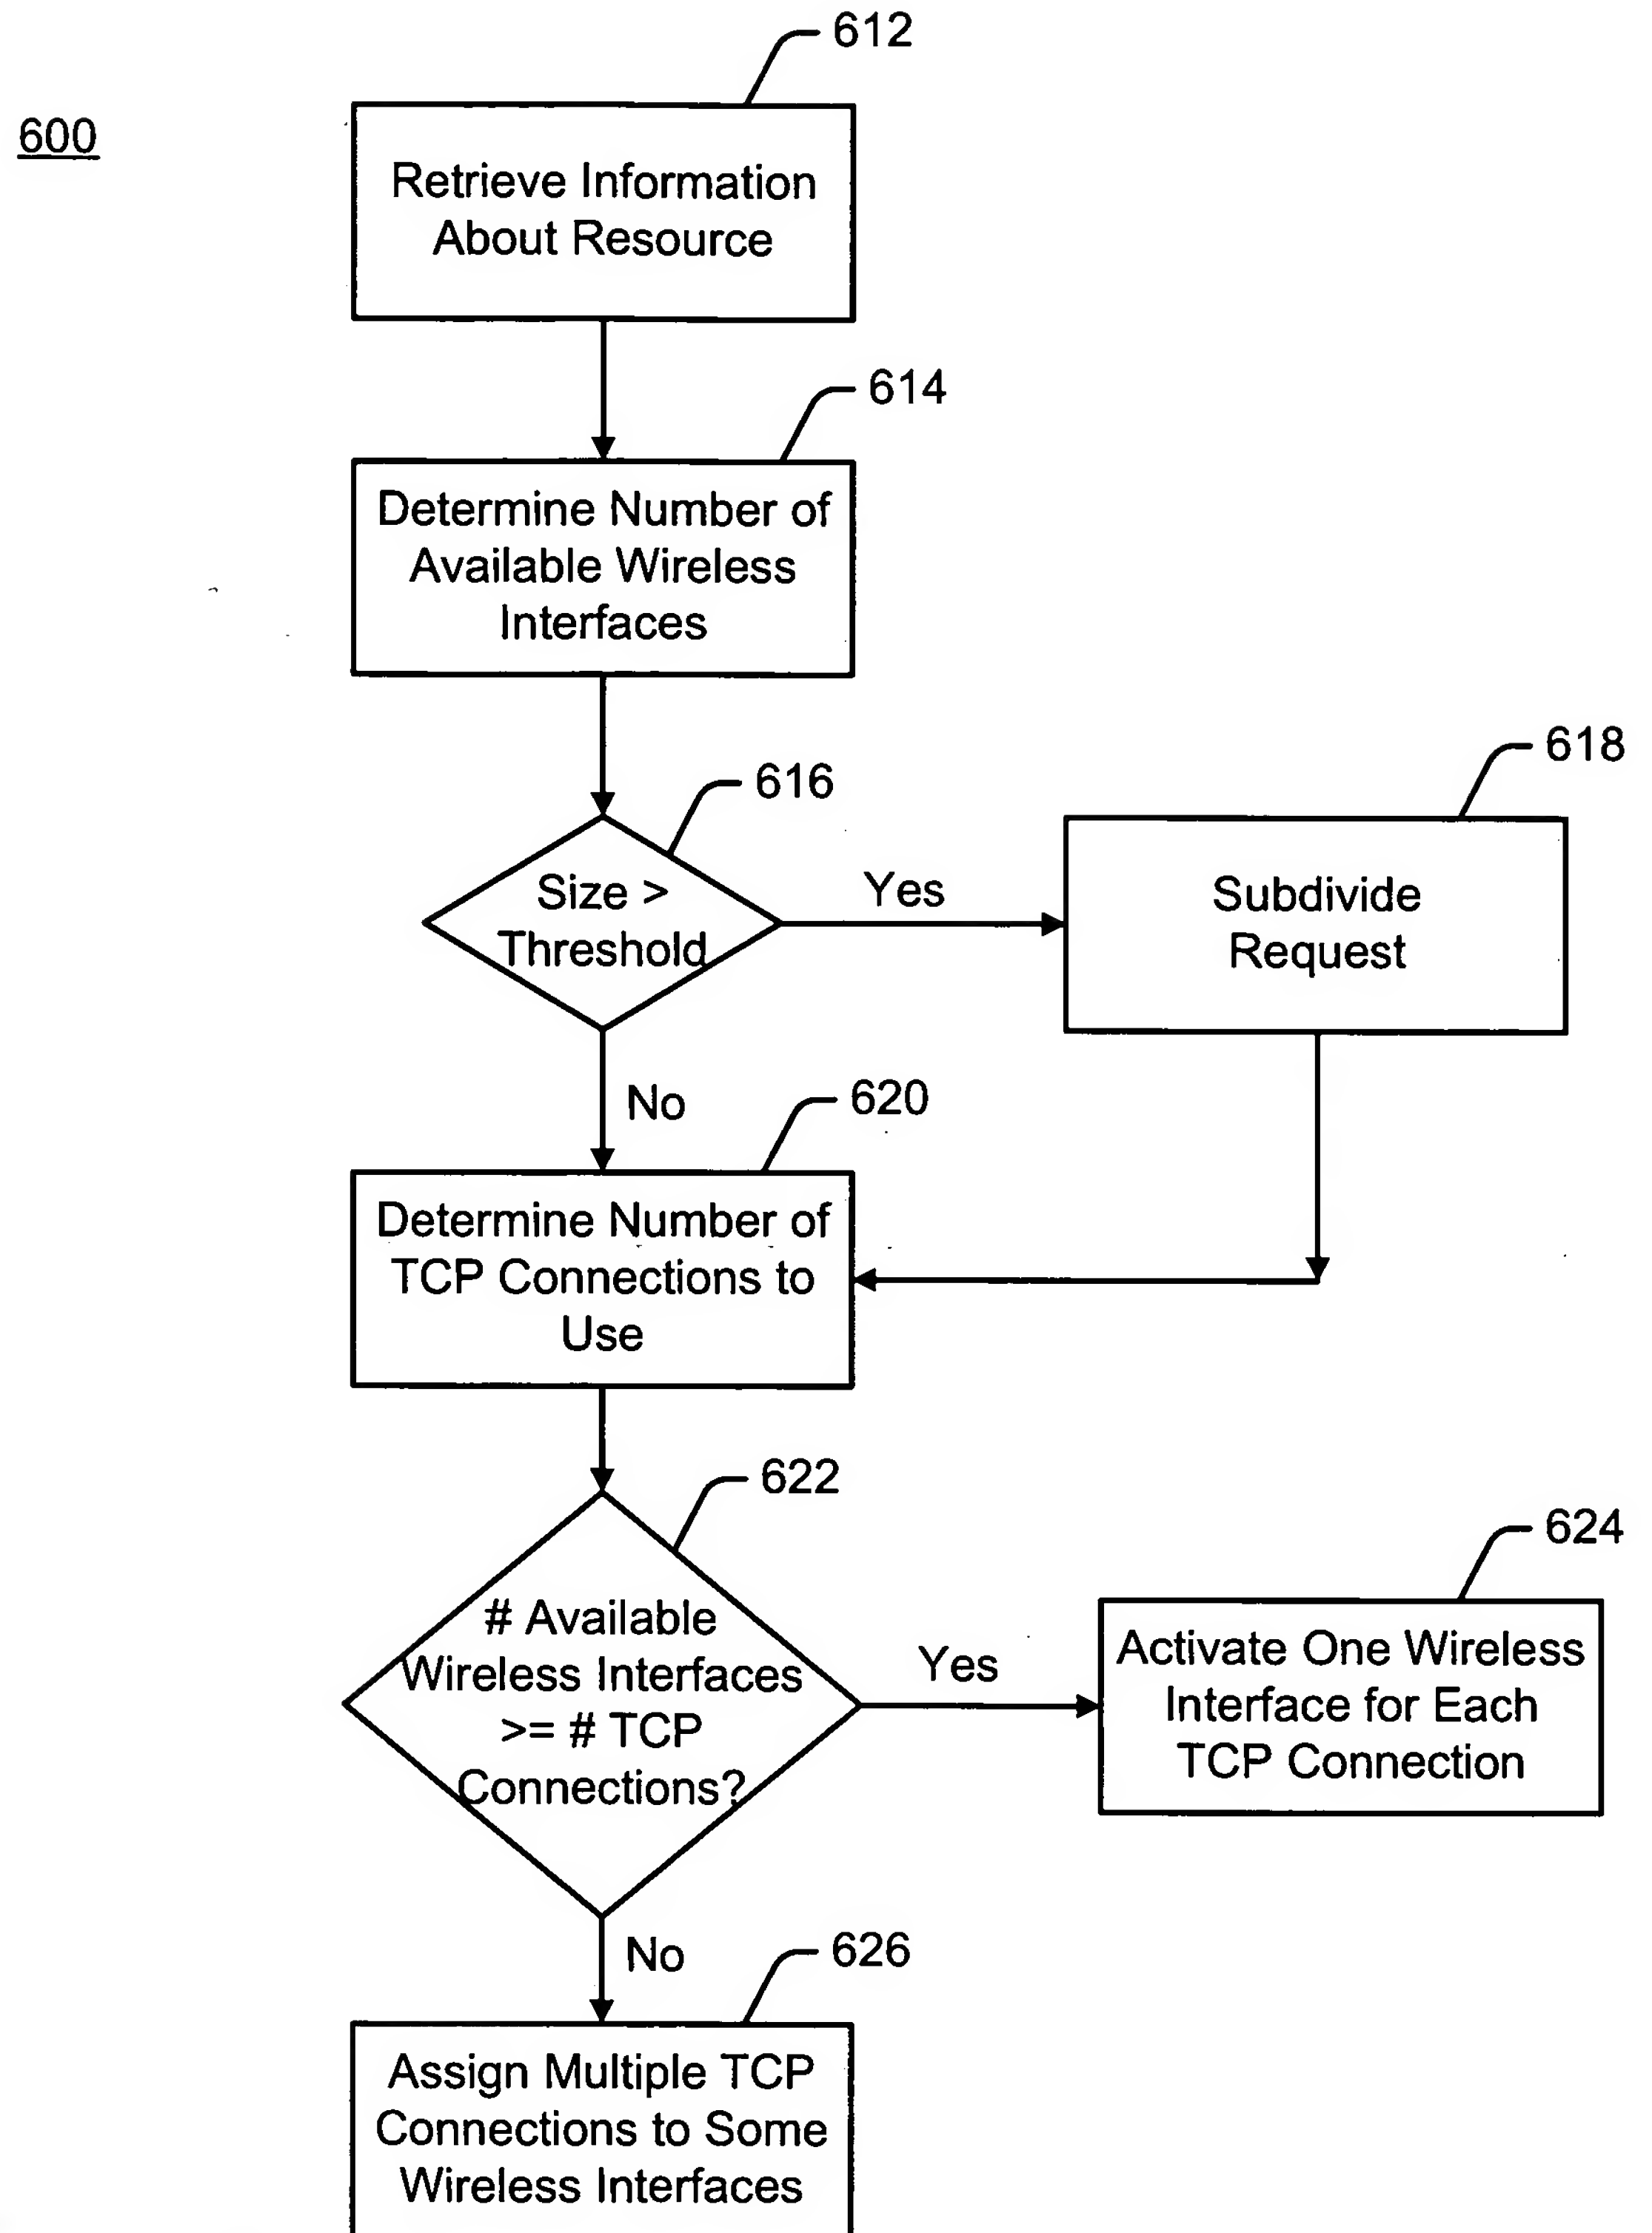 612
600
Retrieve Information
About Resource
614
Determine Number of
Available Wireless
Interfaces
618
616
Size >
Threshold
Yes
Subdivide
Request
No
620
Determine Number of
TCP Connections to
Use
622
624
# Available
Wireless Interfaces
>= # TCP
Connections?
Yes
Activate One Wireless
Interface for Each
TCP Connection
No
626
Assign Multiple TCP
Connections to Some
Wireless Interfaces